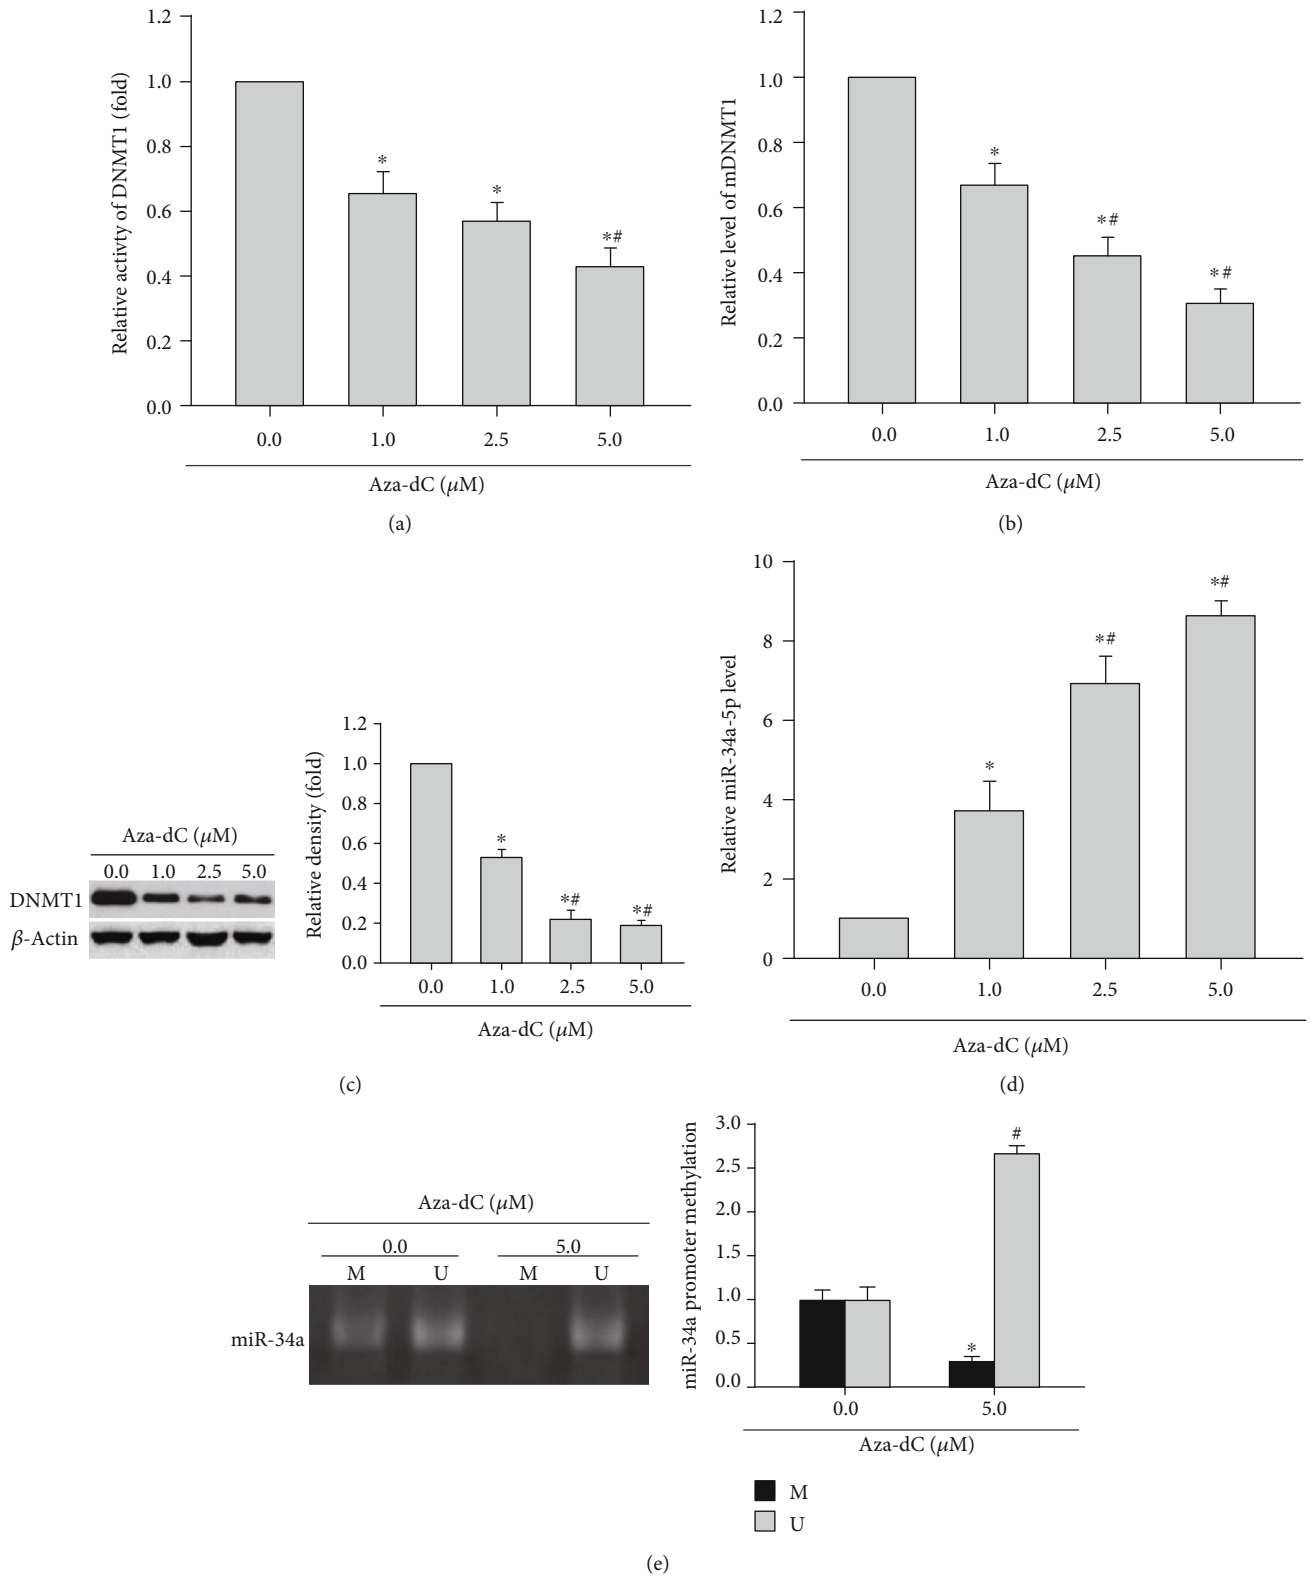 1.2
1.0
0.8
0.6
0.4
0.2
0.0
Relative activty of DNMT1 (fold)
*
*
*#
0.0 1.0 2.5 5.0
Aza-dC (μM)
(a)
1.2
1.0
0.8
0.6
0.4
0.2
0.0
Relative level of mDNMT1
*
*#
*#
0.0 1.0 2.5 5.0
Aza-dC (μM)
(b)
Aza-dC (μM)
0.0 1.0 2.5 5.0
DNMT1
β-Actin
1.2
1.0
0.8
0.6
0.4
0.2
0.0
Relative density (fold)
*
*#
*#
0.0 1.0 2.5 5.0
Aza-dC (μM)
(c)
10
8
6
4
2
0
Relative miR-34a-5p level
*
*#
*#
0.0 1.0 2.5 5.0
Aza-dC (μM)
(d)
Aza-dC (μM)
0.0 5.0
M U M U
miR-34a
3.0
2.5
2.0
1.5
1.0
0.5
0.0
miR-34a promoter methylation
*
#
0.0 5.0
Aza-dC (μM)
M
U
(e)